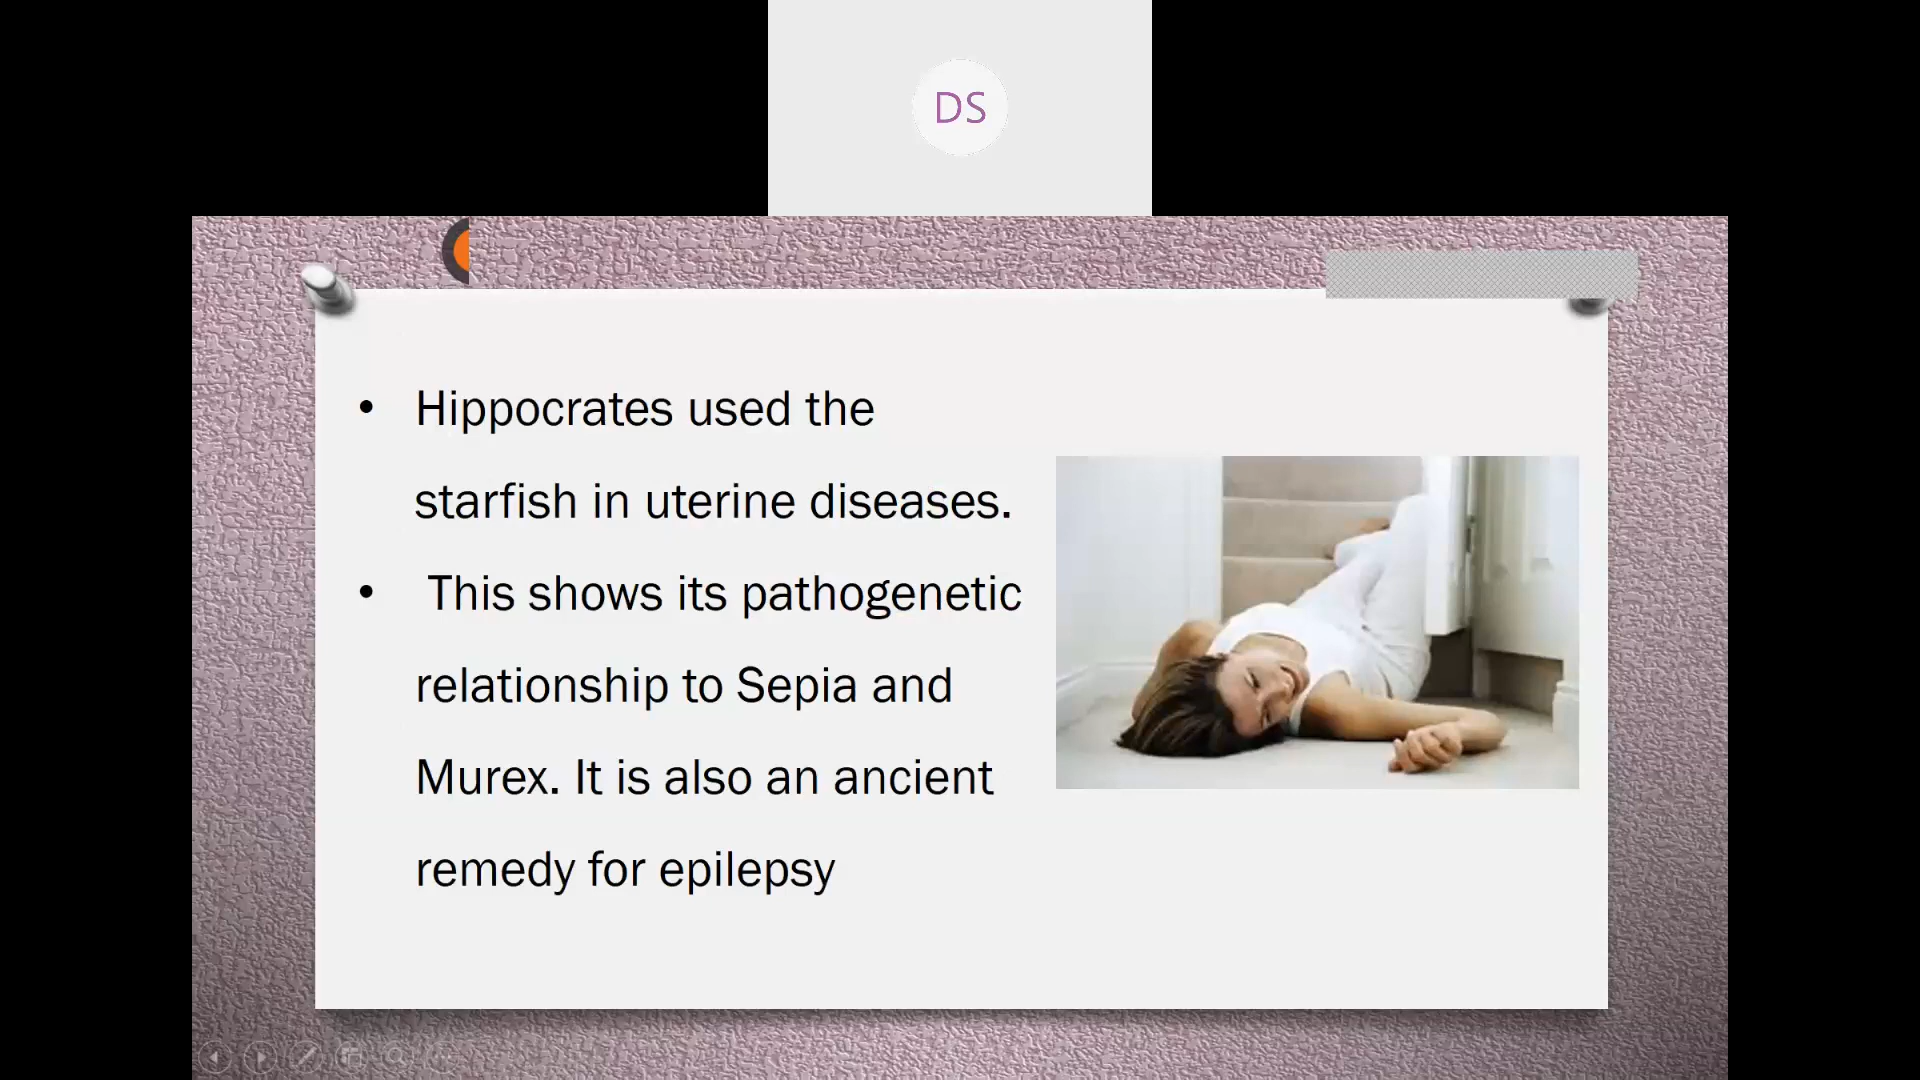 DS
• Hippocrates used the
starfish in uterine diseases.
• This shows its pathogenetic
relationship to Sepia and
Murex. It is also an ancient
remedy for epilepsy